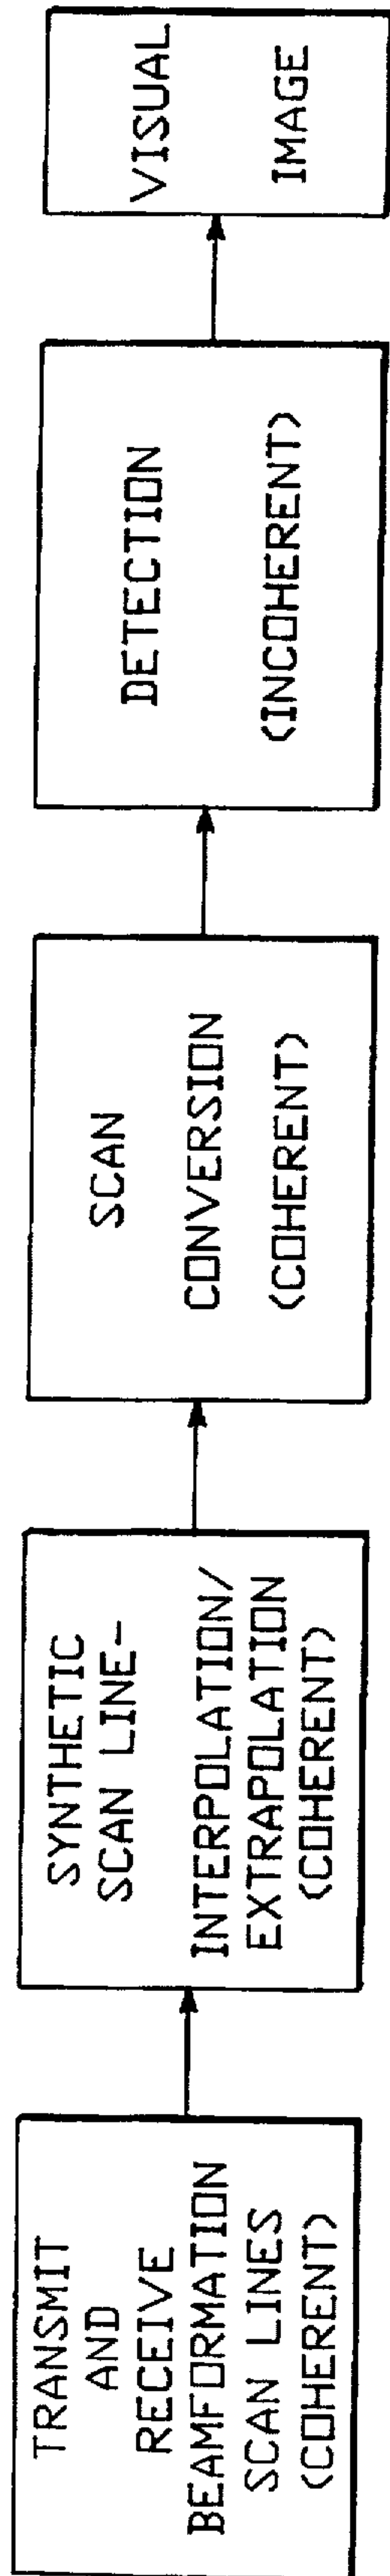 TRANSMIT
AND
RECEIVE
BEAMFORMATION
SCAN LINES
(COHERENT)
SYNTHETIC
SCAN LINE-
INTERPOLATION/
EXTRAPOLATION
(COHERENT)
SCAN
CONVERSION
(COHERENT)
DETECTION
(INCOHERENT)
VISUAL
IMAGE